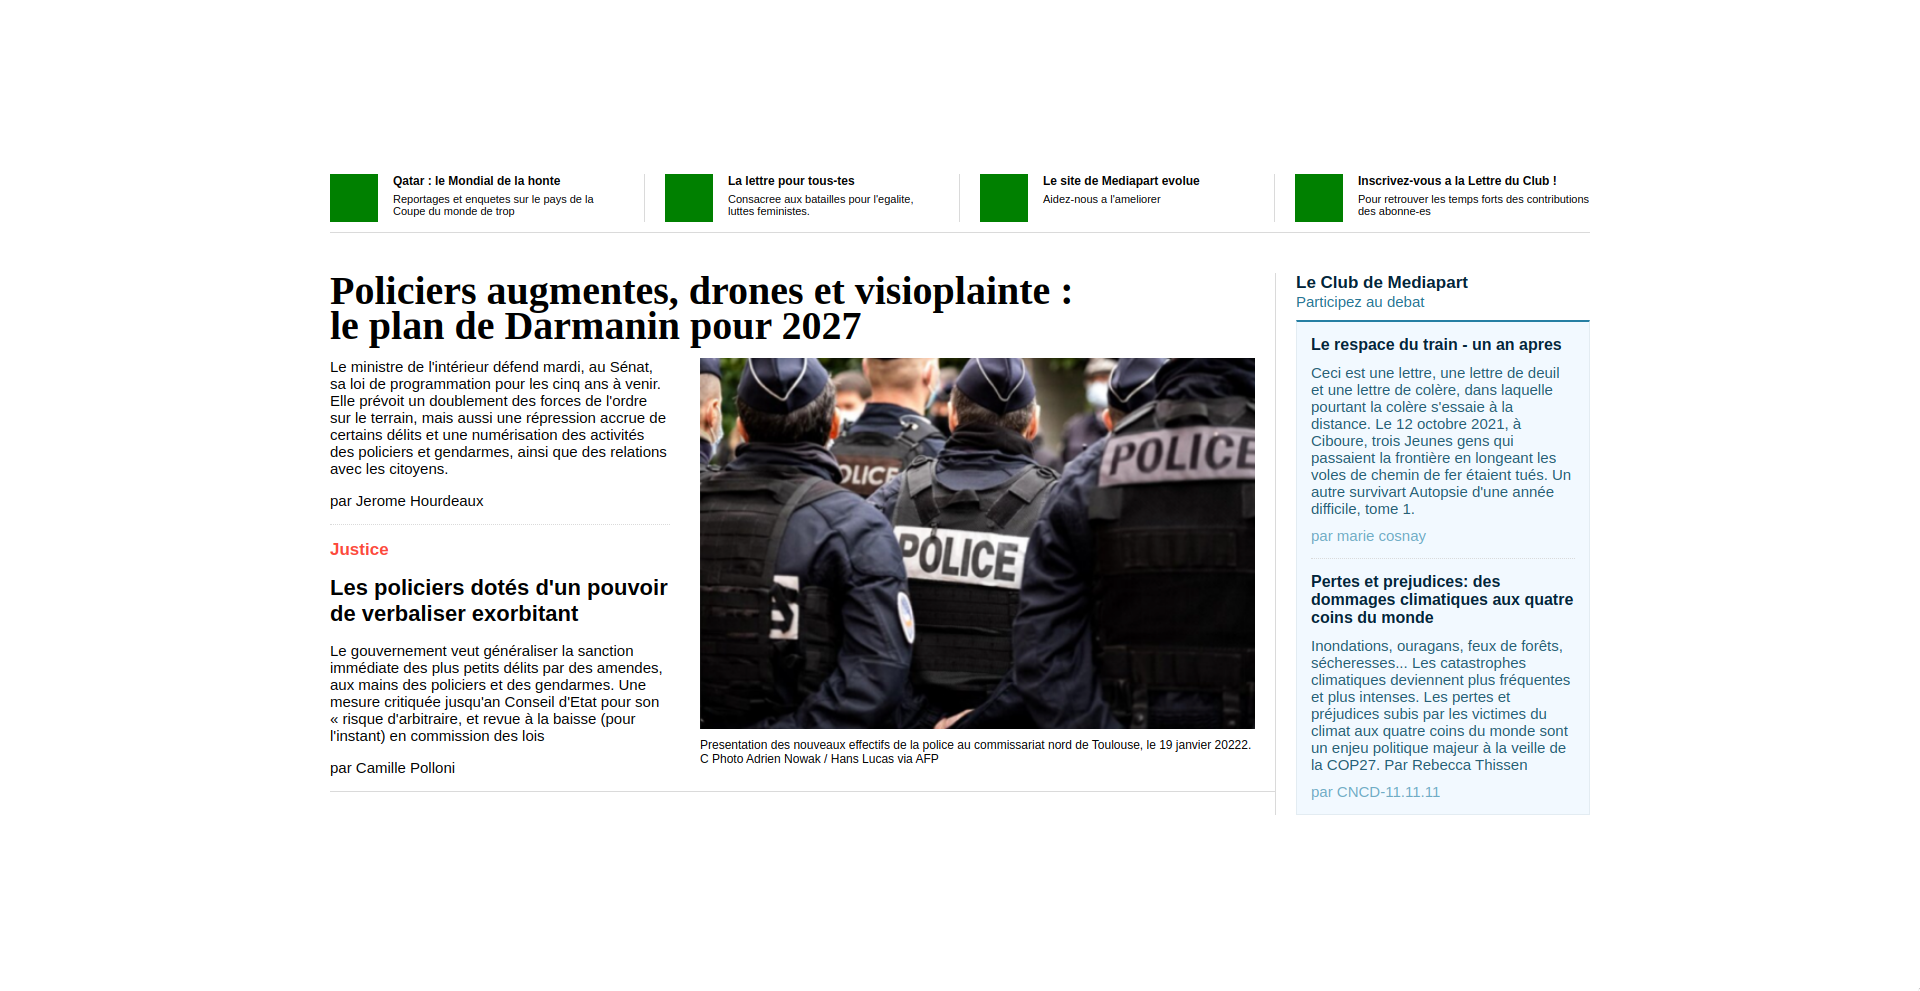 Qatar : le Mondial de la honte
Reportages et enquetes sur le pays de la
Coupe du monde de trop
La lettre pour tous-tes
Consacree aux batailles pour l'egalite,
luttes feministes.
Le site de Mediapart evolue
Aidez-nous a l'ameliorer
Inscrivez-vous a la Lettre du Club !
Pour retrouver les temps forts des contributions
des abonne-es
Policiers augmentes, drones et visioplainte :
le plan de Darmanin pour 2027
Le ministre de l'intérieur défend mardi, au Sénat,
sa loi de programmation pour les cinq ans à venir.
Elle prévoit un doublement des forces de l'ordre
sur le terrain, mais aussi une répression accrue de
certains délits et une numérisation des activités
des policiers et gendarmes, ainsi que des relations
avec les citoyens.
par Jerome Hourdeaux
Justice
Les policiers dotés d'un pouvoir
de verbaliser exorbitant
Le gouvernement veut généraliser la sanction
immédiate des plus petits délits par des amendes,
aux mains des policiers et des gendarmes. Une
mesure critiquée jusqu'an Conseil d'Etat pour son
« risque d'arbitraire, et revue à la baisse (pour
l'instant) en commission des lois
par Camille Polloni
POLICE
OLICE
POLICE
Presentation des nouveaux effectifs de la police au commissariat nord de Toulouse, le 19 janvier 20222.
C Photo Adrien Nowak / Hans Lucas via AFP
Le Club de Mediapart
Participez au debat
Le respace du train - un an apres
Ceci est une lettre, une lettre de deuil
et une lettre de colère, dans laquelle
pourtant la colère s'essaie à la
distance. Le 12 octobre 2021, à
Ciboure, trois Jeunes gens qui
passaient la frontière en longeant les
voles de chemin de fer étaient tués. Un
autre survivart Autopsie d'une année
difficile, tome 1.
par marie cosnay
Pertes et prejudices: des
dommages climatiques aux quatre
coins du monde
Inondations, ouragans, feux de forêts,
sécheresses... Les catastrophes
climatiques deviennent plus fréquentes
et plus intenses. Les pertes et
préjudices subis par les victimes du
climat aux quatre coins du monde sont
un enjeu politique majeur à la veille de
la COP27. Par Rebecca Thissen
par CNCD-11.11.11